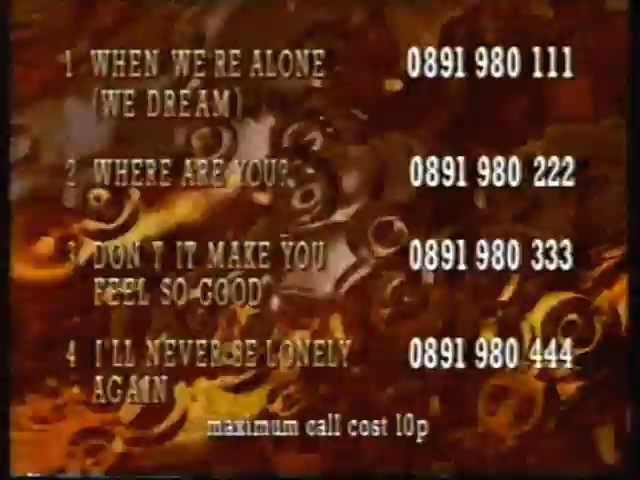 1 WHEN WE'RE ALONE 0891 980 111
(WE DREAM)
2 WHERE ARE YOU? 0891 980 222
3 DON'T IT MAKE YOU 0891 980 333
FEEL SO GOOD
4 I'LL NEVER BE LONELY 0891 980 444
AGAIN
maximum call cost 10p